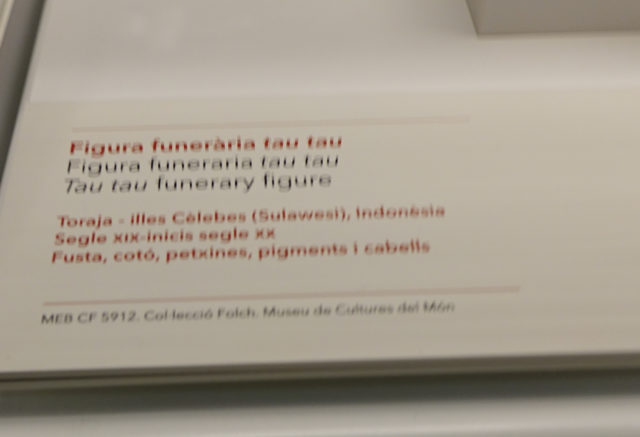 Figura funerària tau tau
Figura funeraria tau tau
Tau tau funerary figure
Toraja - illes Cèlebes (Sulawesi), Indonèsia
Segle XIX-inicis segle XX
Fusta, cotó, petxines, pigments i cabells
MEB CF 5912. Col·lecció Folch. Museu de Cultures del Món